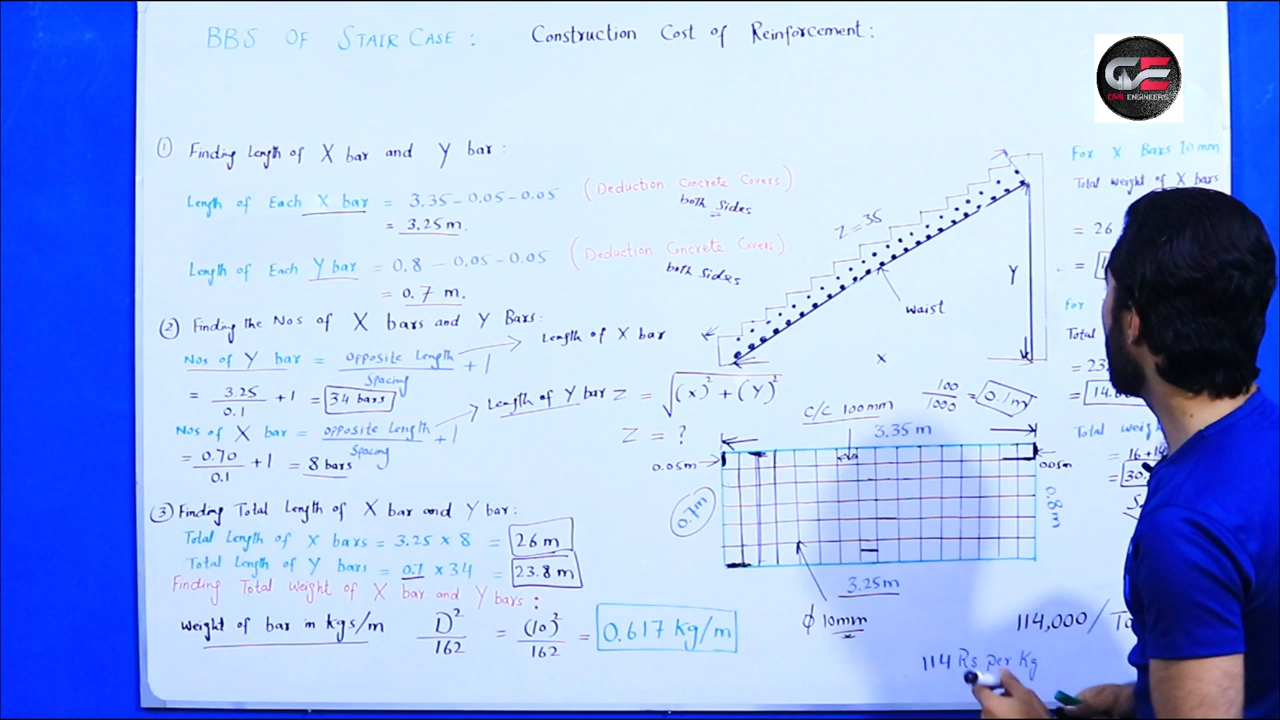 BBS OF STAIR CASE : Construction Cost of Reinforcement :
CVE
CIVIL ENGINEERS
① Finding Length of X bar and Y bar :
Length of Each X bar = 3.35 - 0.05 - 0.05 (Deduction Concrete Covers)
both Sides
= 3.25 m.
Length of Each Y bar = 0.8 - 0.05 - 0.05 (Deduction Concrete Covers)
both Sides
= 0.7 m.
② Finding the Nos of X bars and Y Bars :
Nos of Y bar = opposite Length / Spacing + 1 Length of X bar
= 3.25 / 0.1 + 1 = 34 bars
Nos of X bar = opposite Length / Spacing + 1 Length of Y bar
= 0.70 / 0.1 + 1 = 8 bars
③ Finding Total Length of X bar and Y bar :
Total Length of X bars = 3.25 x 8 = 26 m
Total Length of Y bars = 0.7 x 34 = 23.8 m
Finding Total Weight of X bar and Y bars :
Weight of bar in kgs/m D² / 162 = (10)² / 162 = 0.617 Kg/m
Z = 35
Y
waist
X
Z = √(x)² + (Y)²
Z = ?
100 / 1000 = 0.1m
C/C 100mm
3.35 m
0.05m
0.05m
0.7m
0.8m
3.25m
ϕ 10mm
For X Bars 10mm
Total weight of X bars
= 26
For
Total
= 23.
= 14.
Total weig
= 16 + 14
= 30.
114,000 / To
114 Rs per Kg